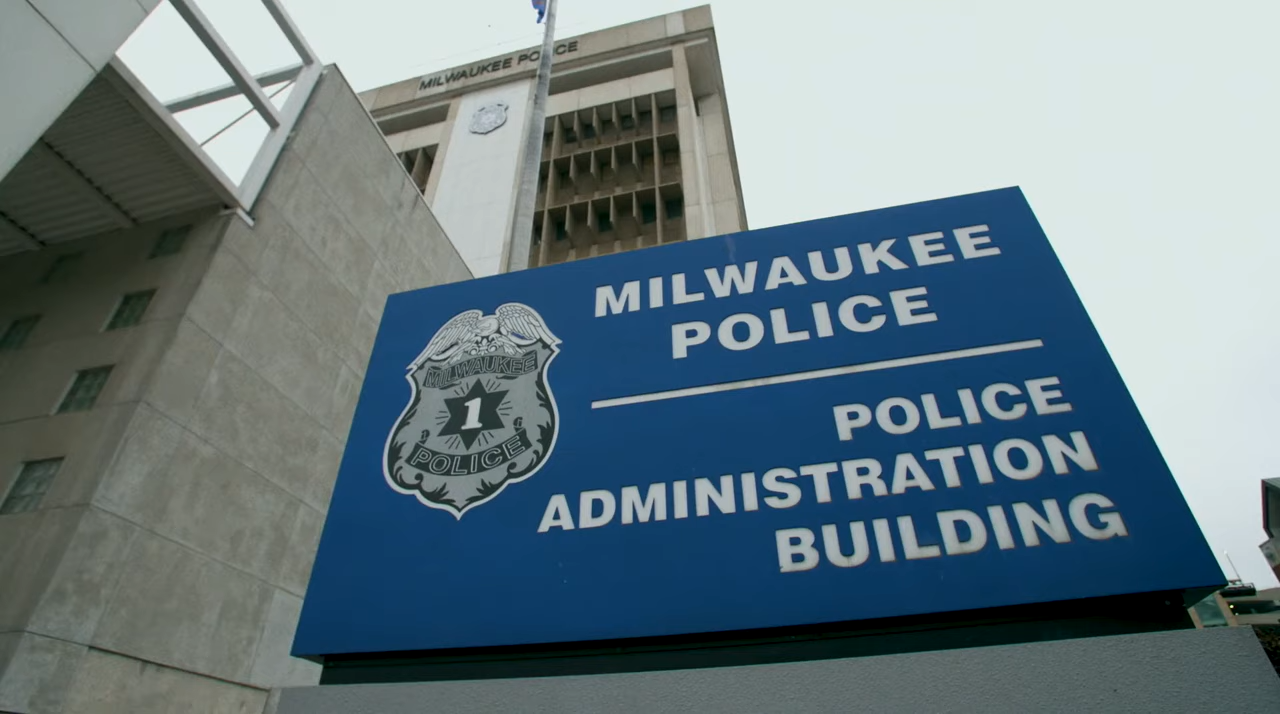 MILWAUKEE POLICE
MILWAUKEE
POLICE
MILWAUKEE
1
POLICE
POLICE
ADMINISTRATION
BUILDING